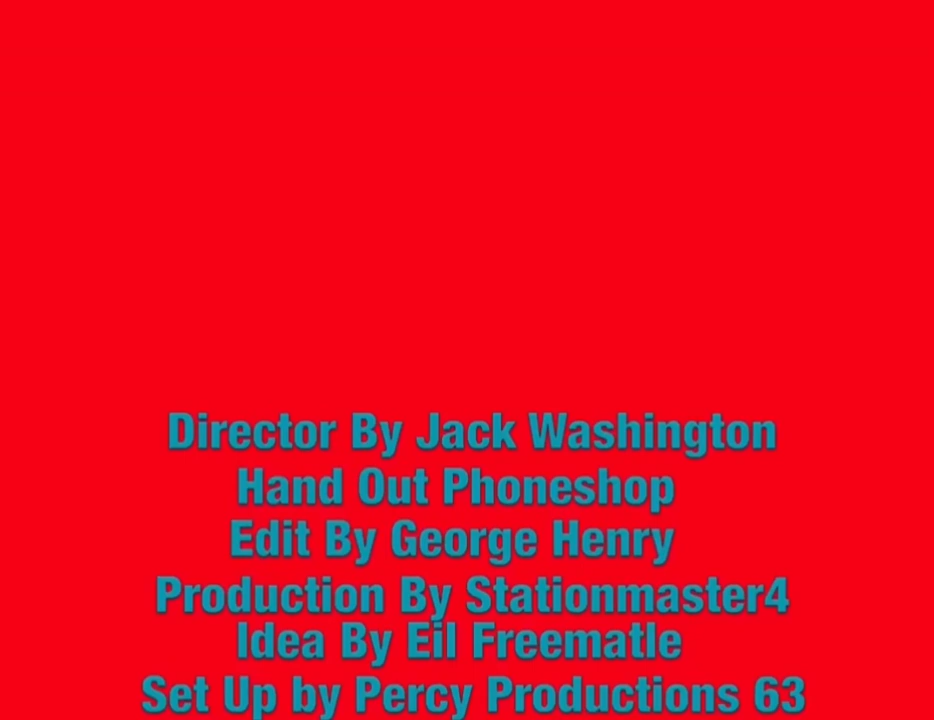 Director By Jack Washington
Hand Out Phoneshop
Edit By George Henry
Production By Stationmaster4
Idea By Eil Freematle
Set Up by Percy Productions 63